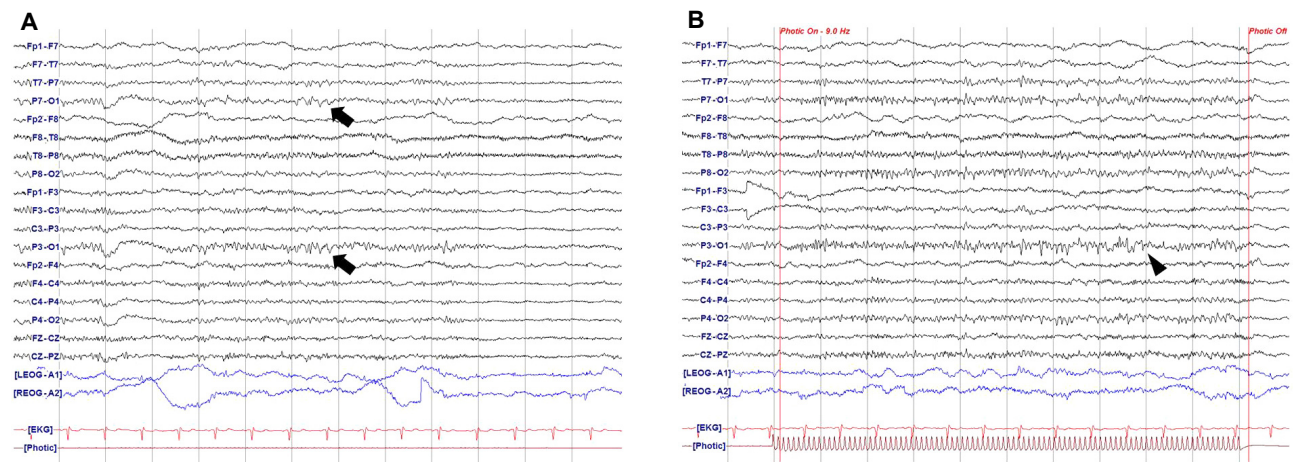 A
Fp1-F7
F7-T7
T7-P7
P7-O1
Fp2-F8
F8-T8
T8-P8
P8-O2
Fp1-F3
F3-C3
C3-P3
P3-O1
Fp2-F4
F4-C4
C4-P4
P4-O2
FZ-CZ
CZ-PZ
[LEOG-A1]
[REOG-A2]
[EKG]
[Photic]
B
Photic On - 9.0 Hz
Photic Off
Fp1-F7
F7-T7
T7-P7
P7-O1
Fp2-F8
F8-T8
T8-P8
P8-O2
Fp1-F3
F3-C3
C3-P3
P3-O1
Fp2-F4
F4-C4
C4-P4
P4-O2
FZ-CZ
CZ-PZ
[LEOG-A1]
[REOG-A2]
[EKG]
[Photic]